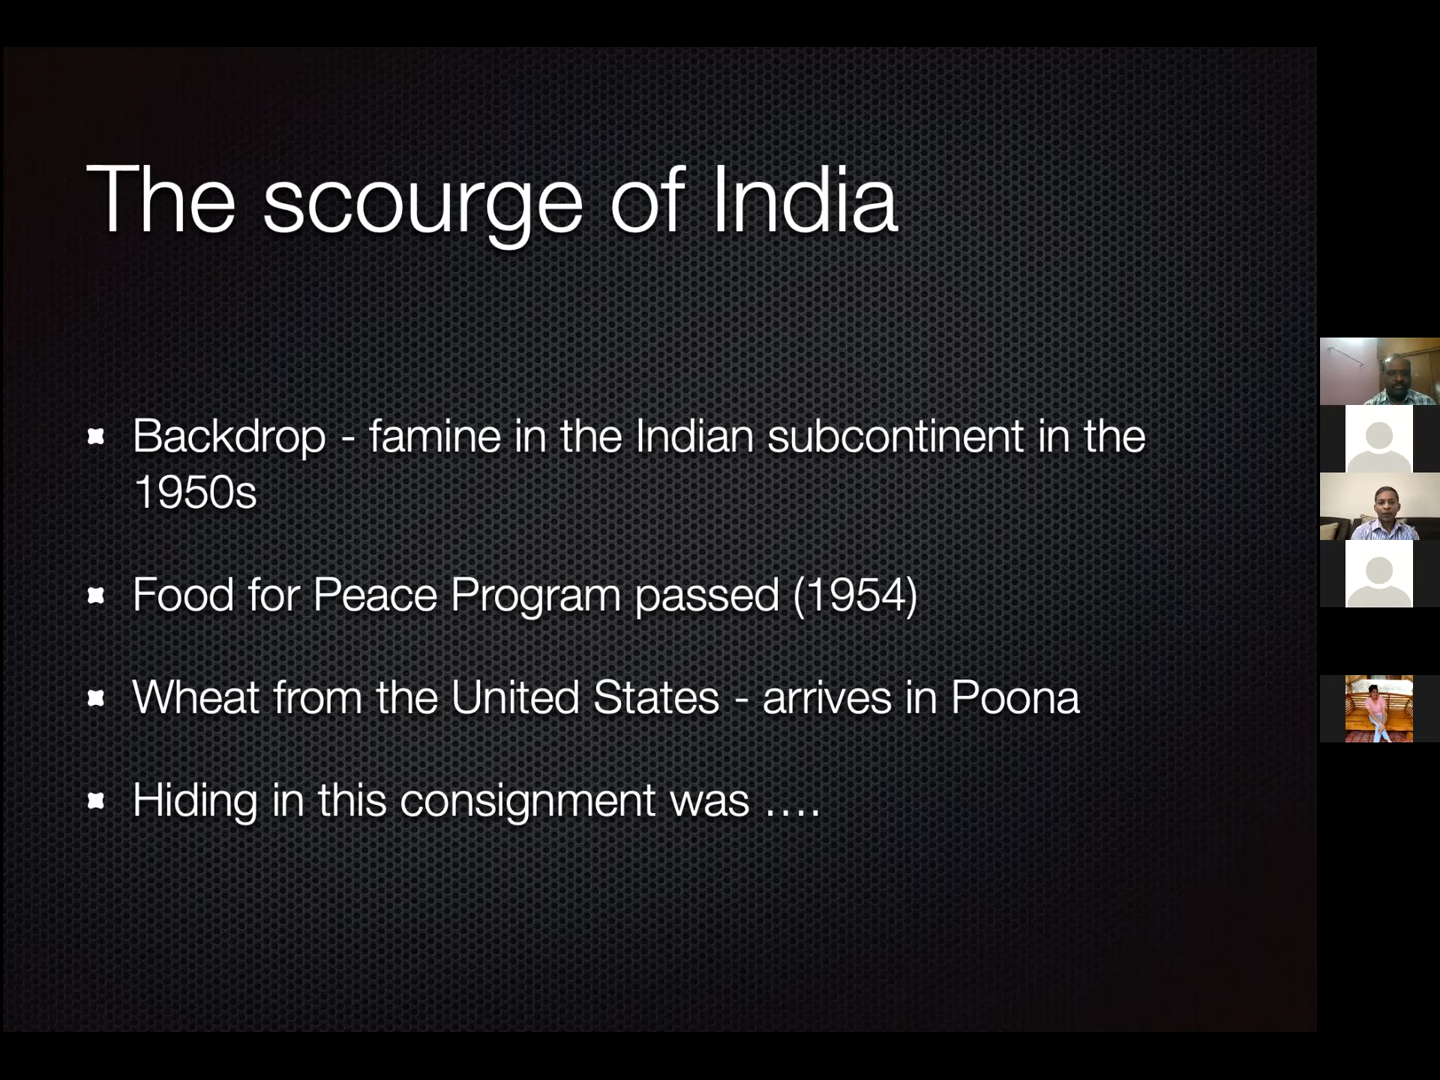 The scourge of India
Backdrop - famine in the Indian subcontinent in the
1950s
Food for Peace Program passed (1954)
Wheat from the United States - arrives in Poona
Hiding in this consignment was ....